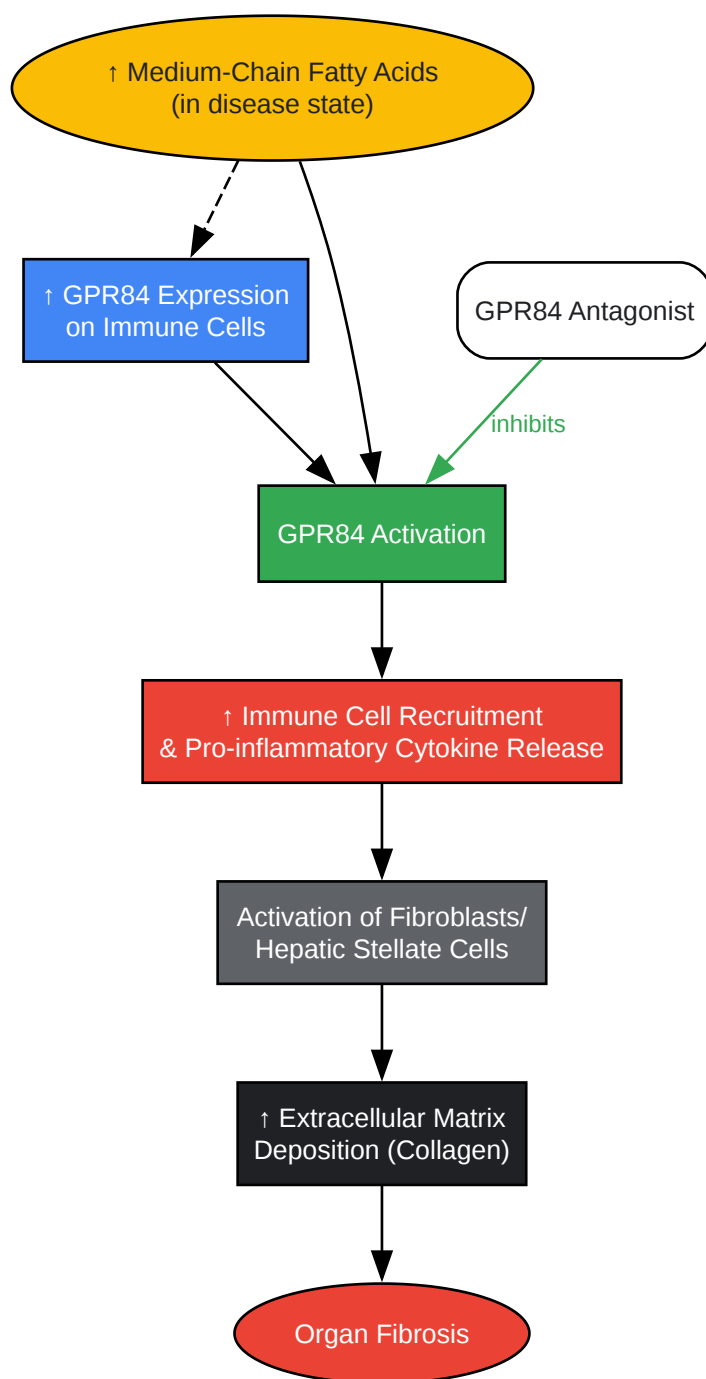 ↑ Medium-Chain Fatty Acids
(in disease state)
↑ GPR84 Expression
on Immune Cells
GPR84 Antagonist
inhibits
GPR84 Activation
↑ Immune Cell Recruitment
& Pro-inflammatory Cytokine Release
Activation of Fibroblasts/
Hepatic Stellate Cells
↑ Extracellular Matrix
Deposition (Collagen)
Organ Fibrosis